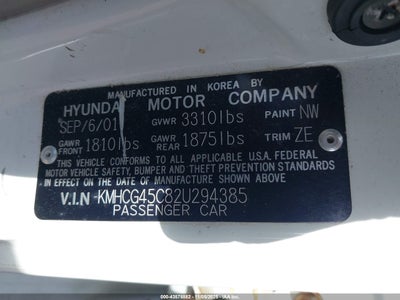 MANUFACTURED IN KOREA BY
HYUNDAI MOTOR COMPANY
SEP/6/01 GVWR 3310lbs PAINT NW
GAWR FRONT 1810lbs GAWR REAR 1875lbs TRIM ZE
THIS VEHICLE CONFORMS TO ALL APPLICABLE U.S.A. FEDERAL
MOTOR VEHICLE SAFETY, BUMPER AND THEFT PREVENTION STANDARDS
IN EFFECT ON THE DATE OF MANUFACTURE SHOWN ABOVE
V.I.N KMHCG45C82U294385
PASSENGER CAR